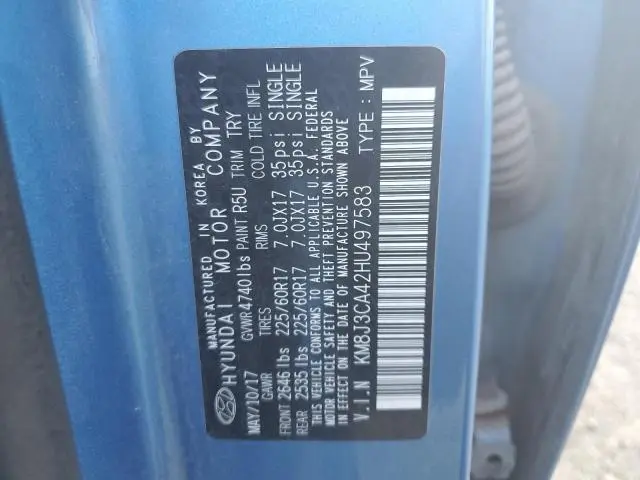 MANUFACTURED IN KOREA BY
HYUNDAI MOTOR COMPANY
MAY/10/17 GVWR 4740lbs PAINT R5U TRIM TRY
GAWR TIRES RIMS COLD TIRE INFL
FRONT 2646 lbs 225/60R17 7.0JX17 35psi SINGLE
REAR 2535 lbs 225/60R17 7.0JX17 35psi SINGLE
THIS VEHICLE CONFORMS TO ALL APPLICABLE U.S.A. FEDERAL
MOTOR VEHICLE SAFETY AND THEFT PREVENTION STANDARDS
IN EFFECT ON THE DATE OF MANUFACTURE SHOWN ABOVE
V.I.N KM8J3CA42HU497583 TYPE : MPV